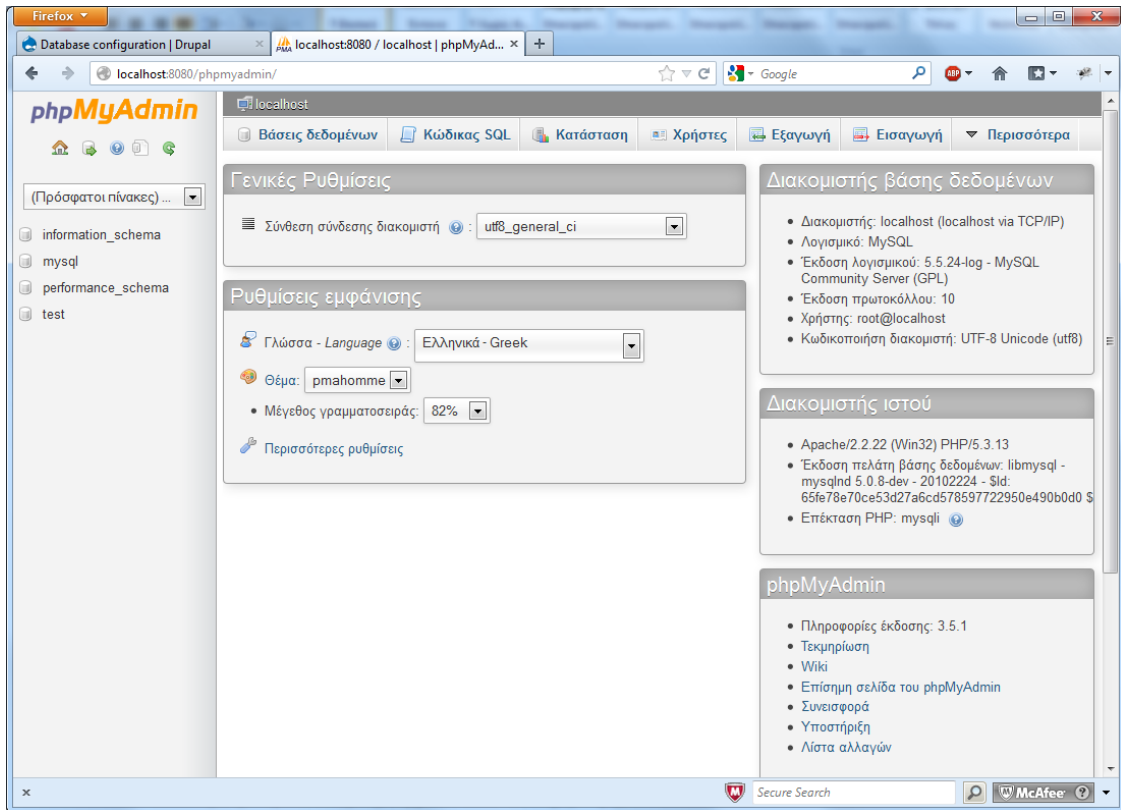 Firefox
Database configuration | Drupal
localhost:8080 / localhost | phpMyAd...
localhost:8080/phpmyadmin/
Google
ABP
phpMyAdmin
(Πρόσφατοι πίνακες) ...
information_schema
mysql
performance_schema
test
localhost
Βάσεις δεδομένων
Κώδικας SQL
Κατάσταση
Χρήστες
Εξαγωγή
Εισαγωγή
Περισσότερα
Γενικές Ρυθμίσεις
Σύνθεση σύνδεσης διακομιστή : utf8_general_ci
Ρυθμίσεις εμφάνισης
Γλώσσα - Language : Ελληνικά - Greek
Θέμα: pmahomme
Μέγεθος γραμματοσειράς: 82%
Περισσότερες ρυθμίσεις
Διακομιστής βάσης δεδομένων
Διακομιστής: localhost (localhost via TCP/IP)
Λογισμικό: MySQL
Έκδοση λογισμικού: 5.5.24-log - MySQL
Community Server (GPL)
Έκδοση πρωτοκόλλου: 10
Χρήστης: root@localhost
Κωδικοποίηση διακομιστή: UTF-8 Unicode (utf8)
Διακομιστής ιστού
Apache/2.2.22 (Win32) PHP/5.3.13
Έκδοση πελάτη βάσης δεδομένων: libmysql -
mysqlnd 5.0.8-dev - 20102224 - $Id:
65fe78e70ce53d27a6cd578597722950e490b0d0 $
Επέκταση PHP: mysqli
phpMyAdmin
Πληροφορίες έκδοσης: 3.5.1
Τεκμηρίωση
Wiki
Επίσημη σελίδα του phpMyAdmin
Συνεισφορά
Υποστήριξη
Λίστα αλλαγών
Secure Search
McAfee